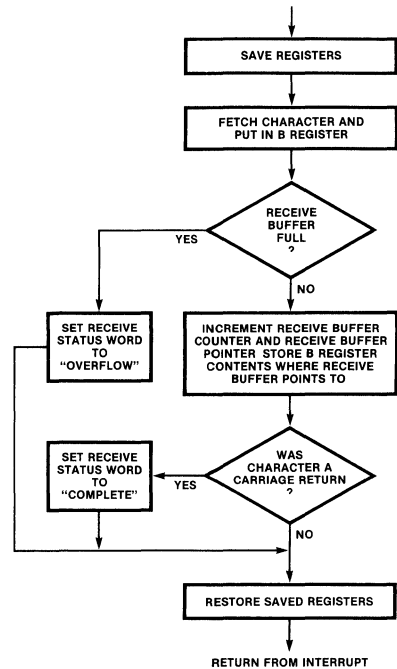 SAVE REGISTERS
FETCH CHARACTER AND
PUT IN B REGISTER
RECEIVE
BUFFER
FULL
?
YES
NO
SET RECEIVE
STATUS WORD
TO
"OVERFLOW"
INCREMENT RECEIVE BUFFER
COUNTER AND RECEIVE BUFFER
POINTER STORE B REGISTER
CONTENTS WHERE RECEIVE
BUFFER POINTS TO
WAS
CHARACTER A
CARRIAGE RETURN
?
YES
SET RECEIVE
STATUS WORD
TO
"COMPLETE"
NO
RESTORE SAVED REGISTERS
RETURN FROM INTERRUPT